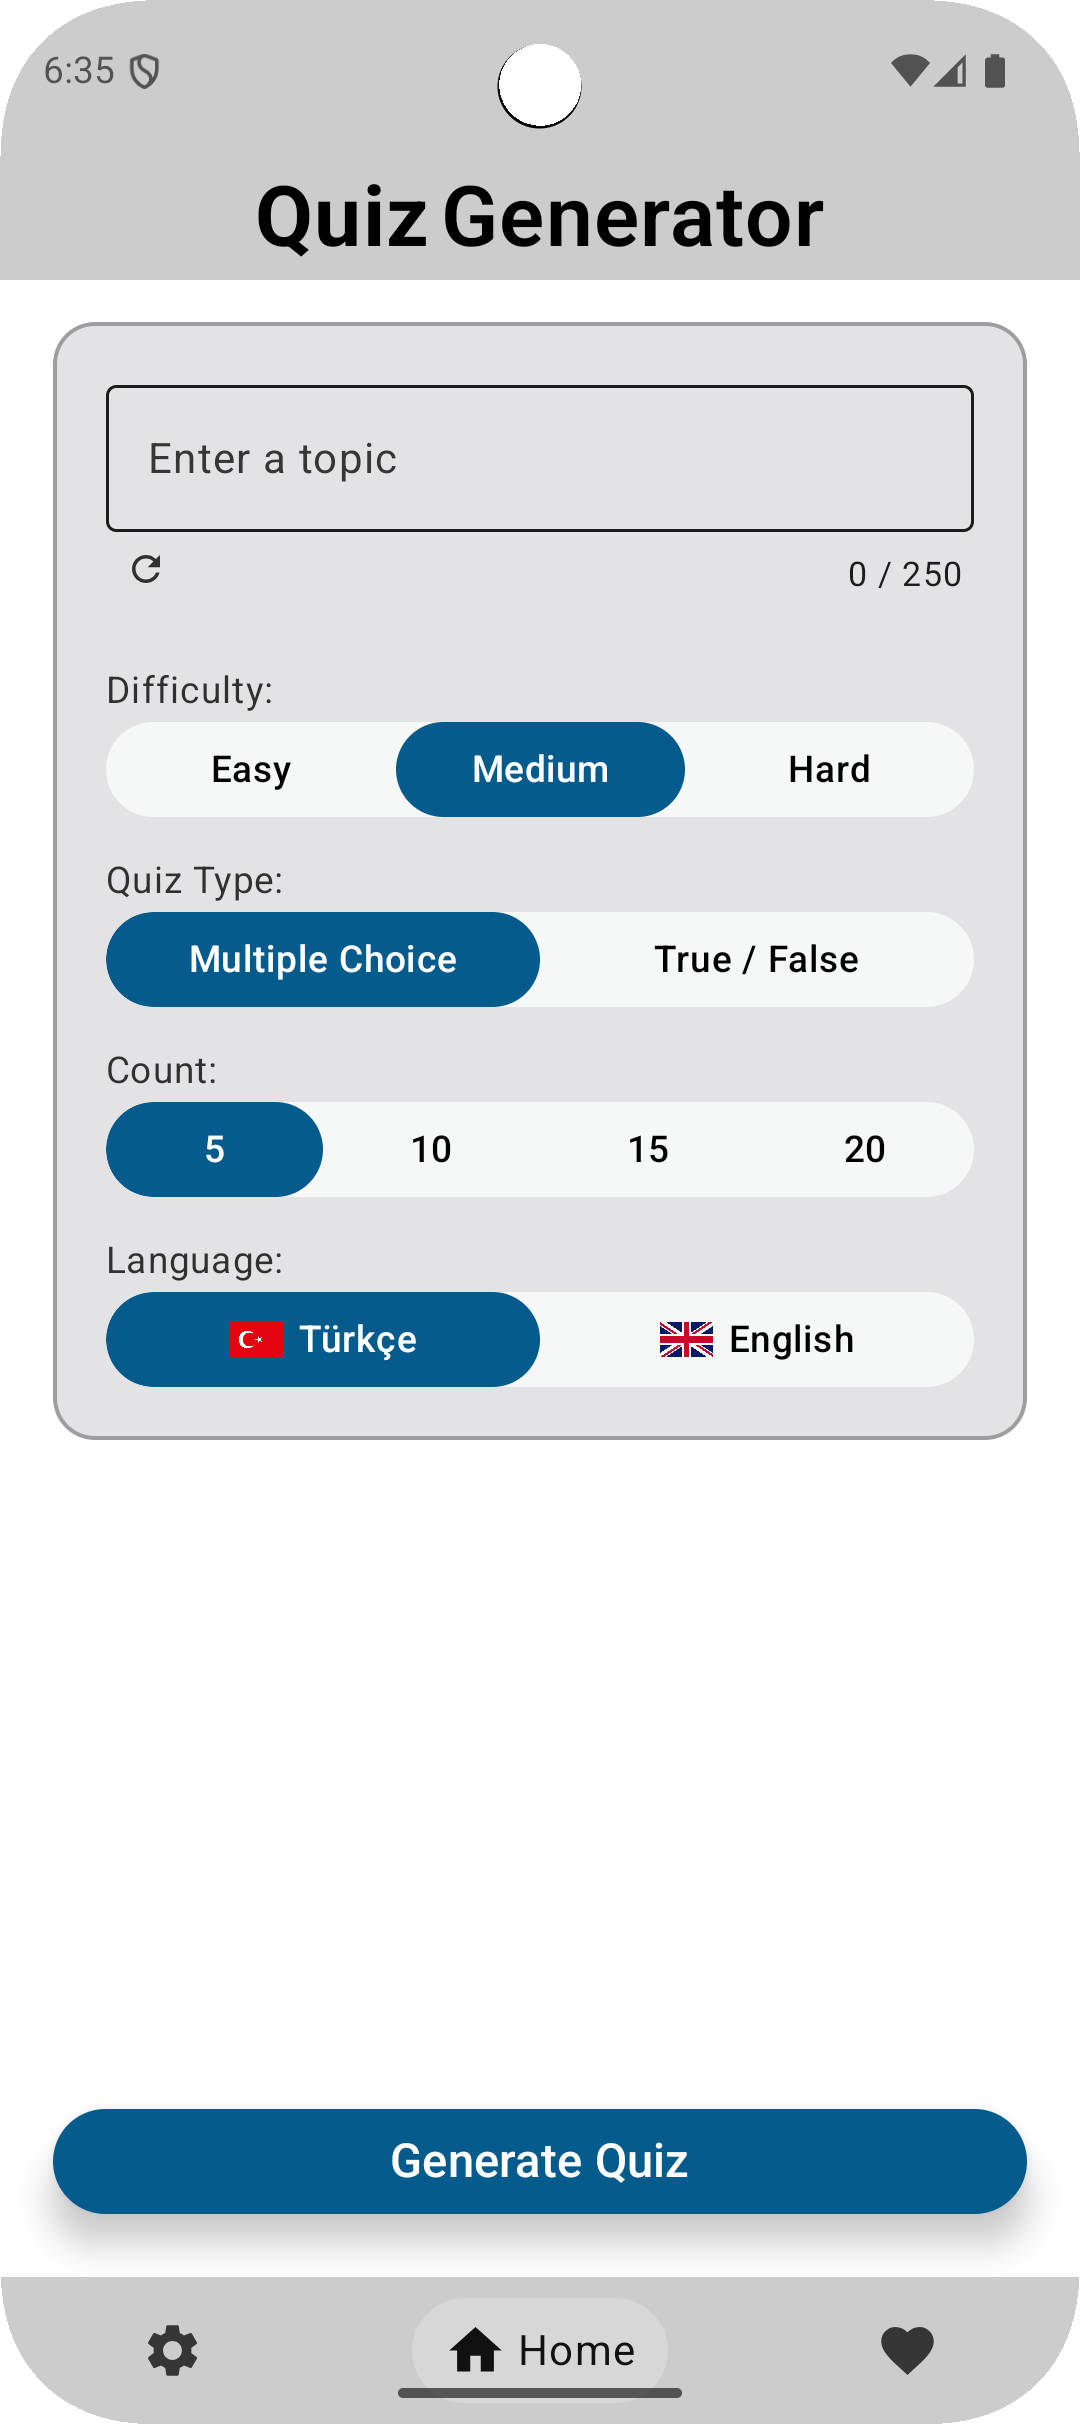 6:35
Quiz Generator
Enter a topic
0 / 250
Difficulty:
Easy Medium Hard
Quiz Type:
Multiple Choice True / False
Count:
5 10 15 20
Language:
Türkçe English
Generate Quiz
Home